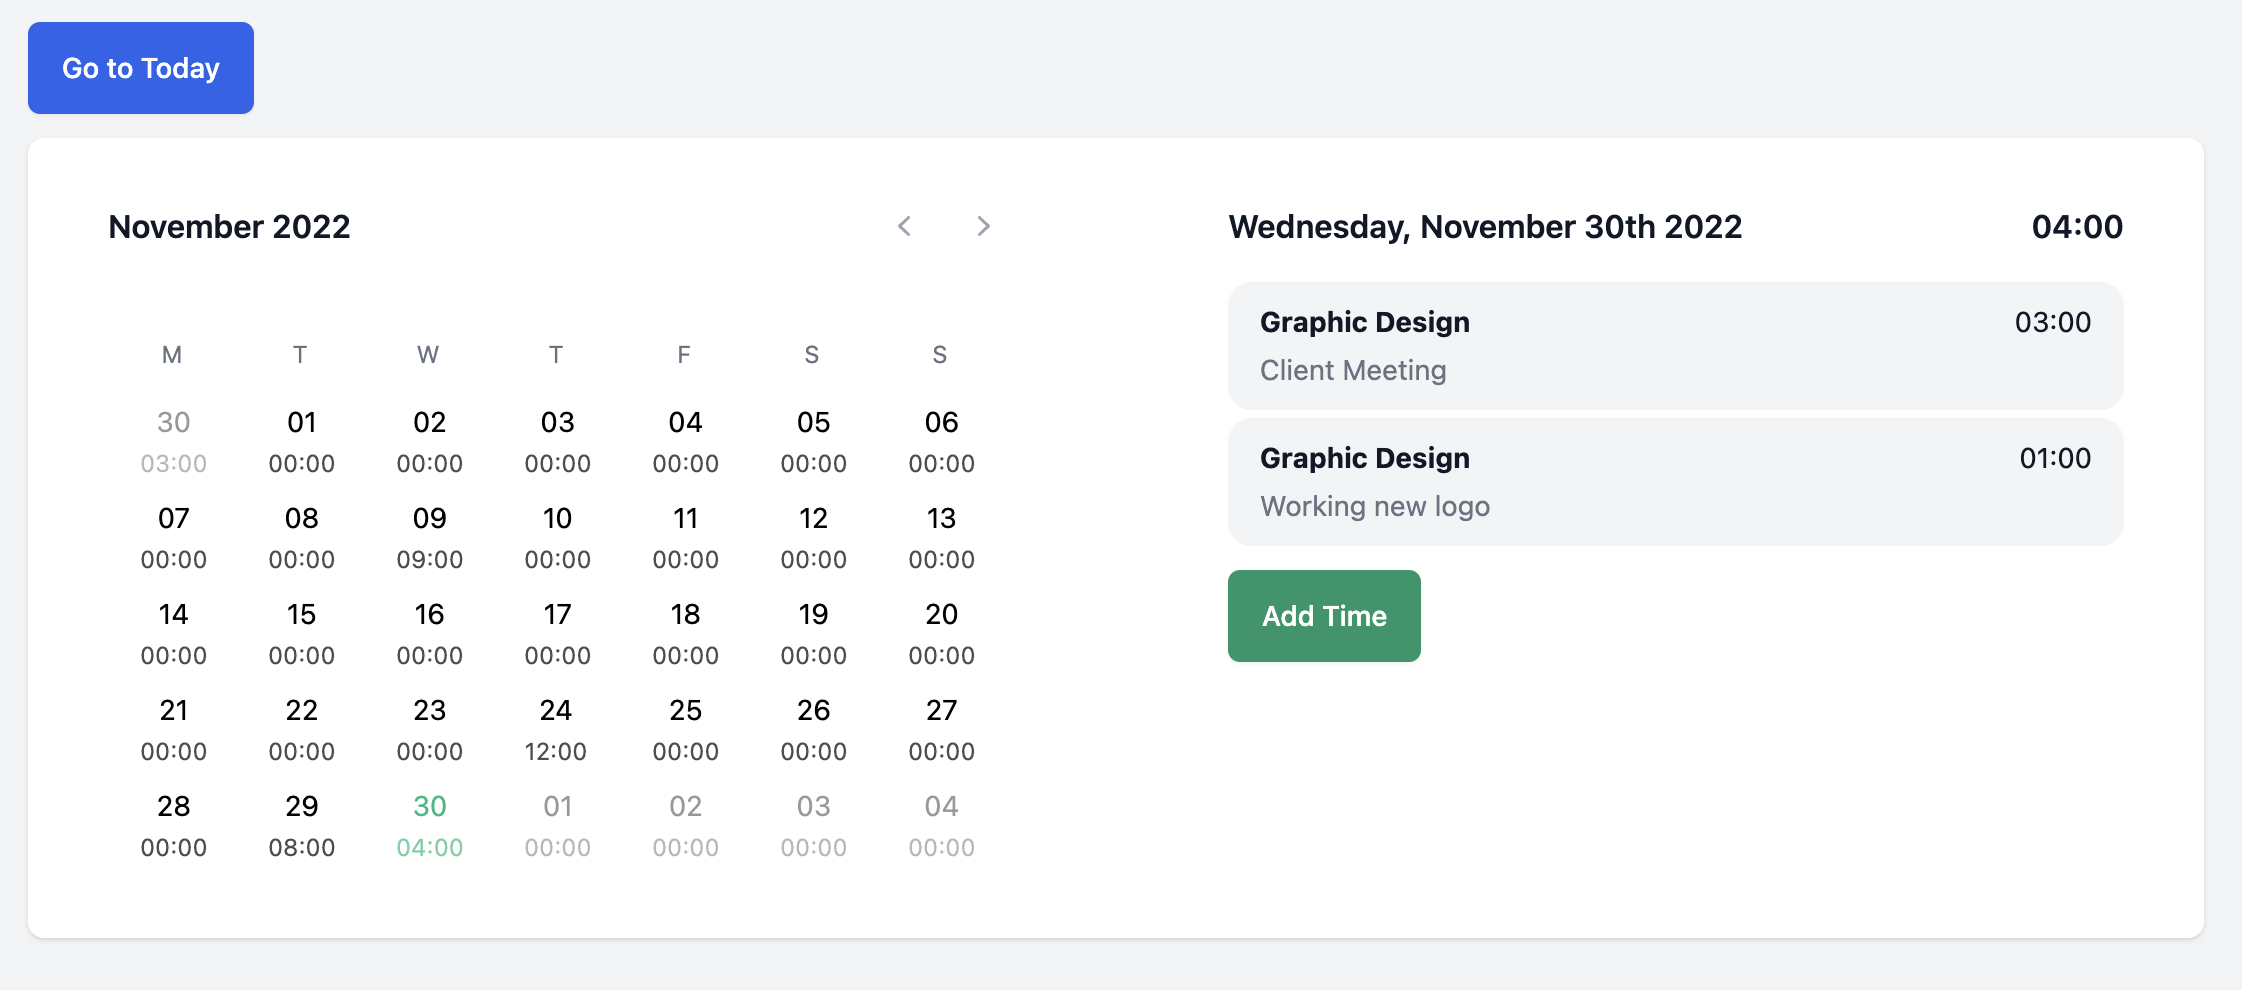 Go to Today
November 2022
M T W T F S S
30 01 02 03 04 05 06
03:00 00:00 00:00 00:00 00:00 00:00 00:00
07 08 09 10 11 12 13
00:00 00:00 09:00 00:00 00:00 00:00 00:00
14 15 16 17 18 19 20
00:00 00:00 00:00 00:00 00:00 00:00 00:00
21 22 23 24 25 26 27
00:00 00:00 00:00 12:00 00:00 00:00 00:00
28 29 30 01 02 03 04
00:00 08:00 04:00 00:00 00:00 00:00 00:00
Wednesday, November 30th 2022 04:00
Graphic Design 03:00
Client Meeting
Graphic Design 01:00
Working new logo
Add Time